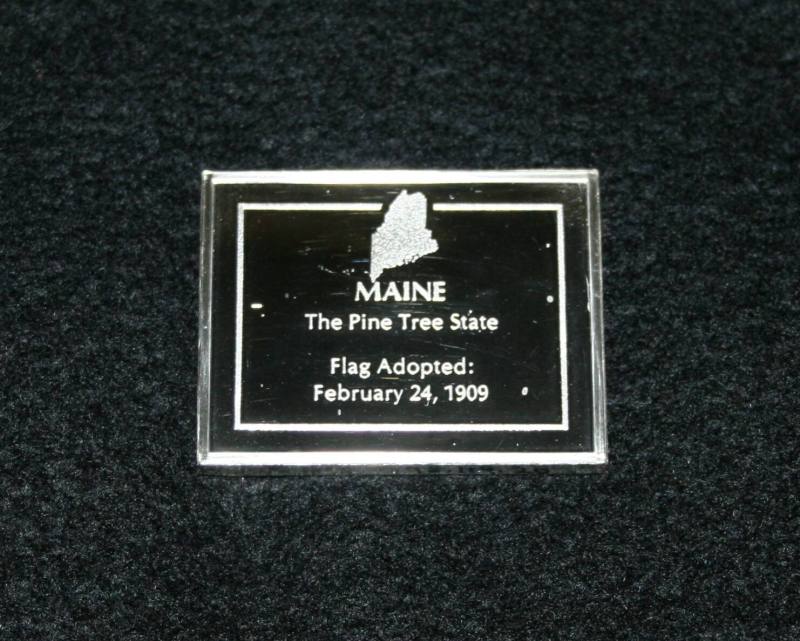 MAINE
The Pine Tree State
Flag Adopted:
February 24, 1909